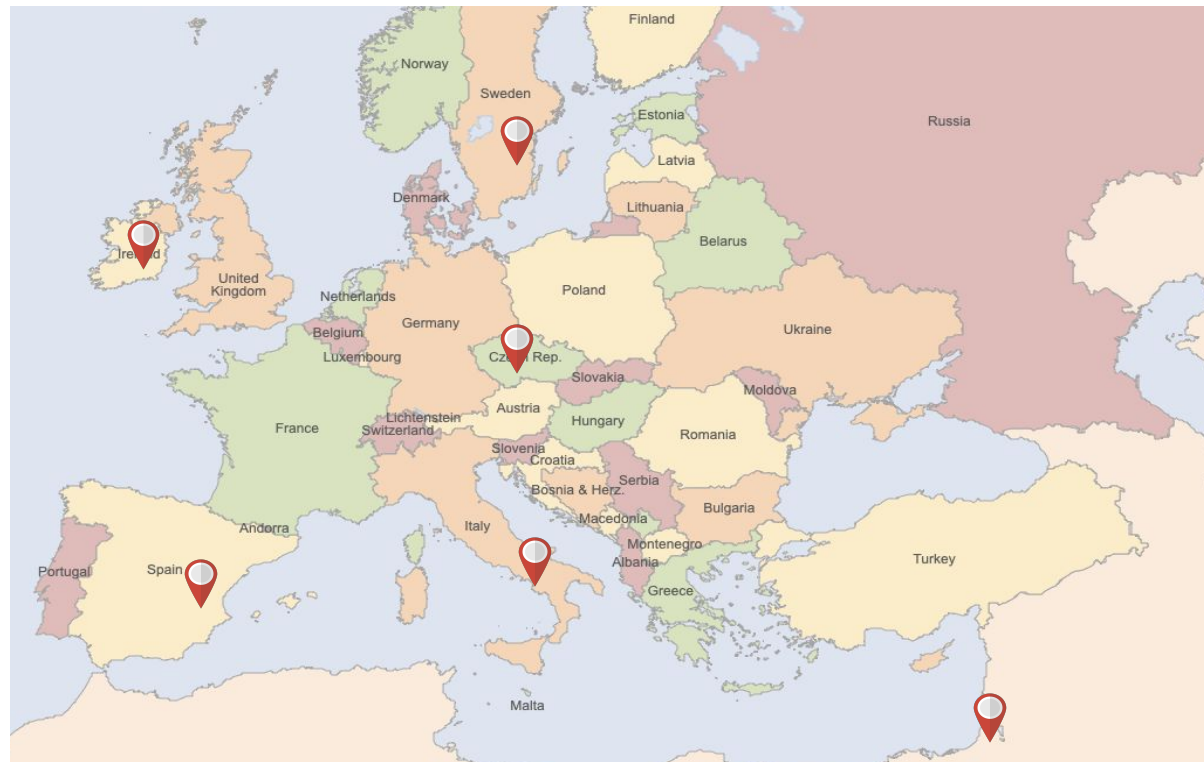 Finland
Norway
Sweden
Estonia
Russia
Latvia
Denmark
Lithuania
Belarus
Ireland
United
Kingdom
Netherlands
Poland
Germany
Ukraine
Belgium
Luxembourg
Czech Rep.
Slovakia
Moldova
Austria
Lichtenstein
Switzerland
France
Hungary
Romania
Slovenia
Croatia
Serbia
Bosnia & Herz.
Bulgaria
Macedonia
Italy
Andorra
Montenegro
Albania
Turkey
Portugal
Spain
Greece
Malta